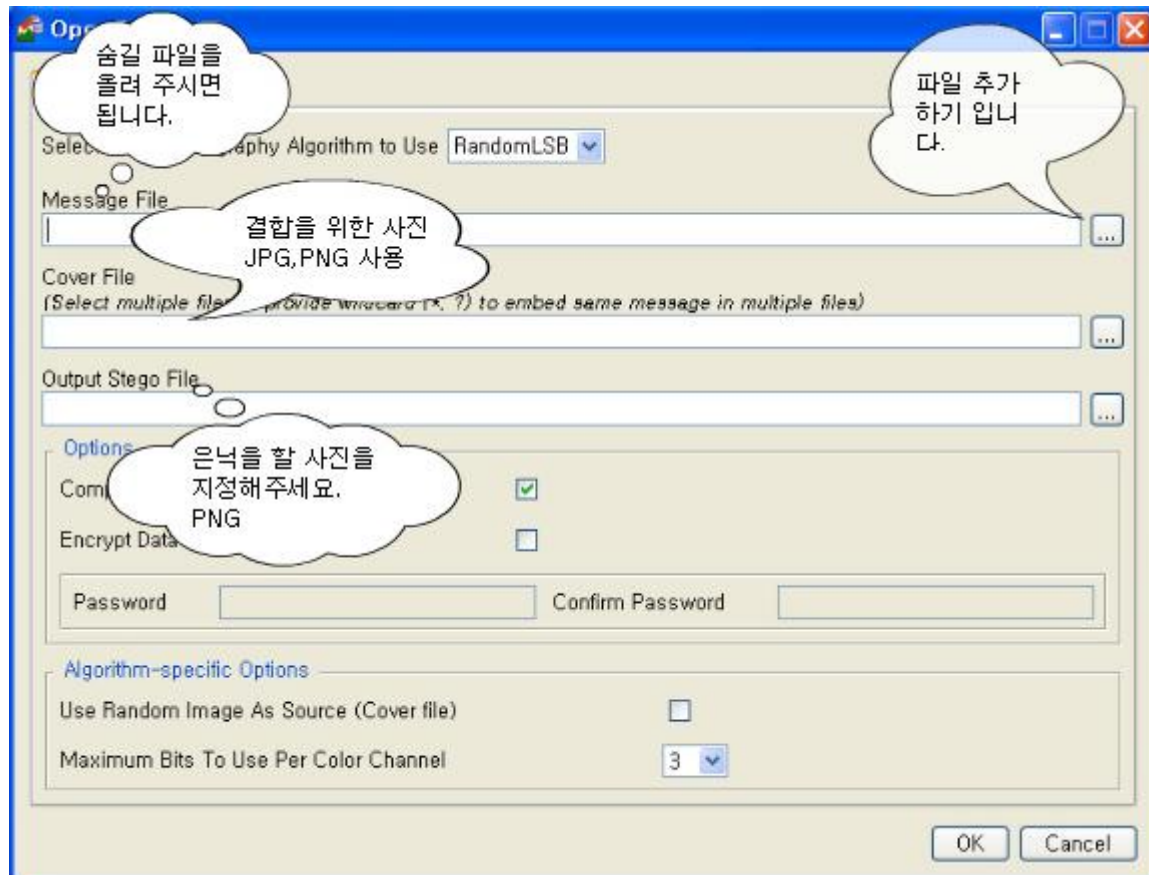 Ope
숨길 파일을
올려 주시면
됩니다.
파일 추가
하기 입니
다.
Selec
aphy Algorithm to Use RandomLSB
Message File
결합을 위한 사진
JPG,PNG 사용
...
Cover File
(Select multiple file provide wildcard (*, ?) to embed same message in multiple files)
...
Output Stego File
...
은닉을 할 사진을
지정해주세요.
PNG
Options
Comp
Encrypt Data
Password
Confirm Password
Algorithm-specific Options
Use Random Image As Source (Cover file)
Maximum Bits To Use Per Color Channel 3
OK Cancel